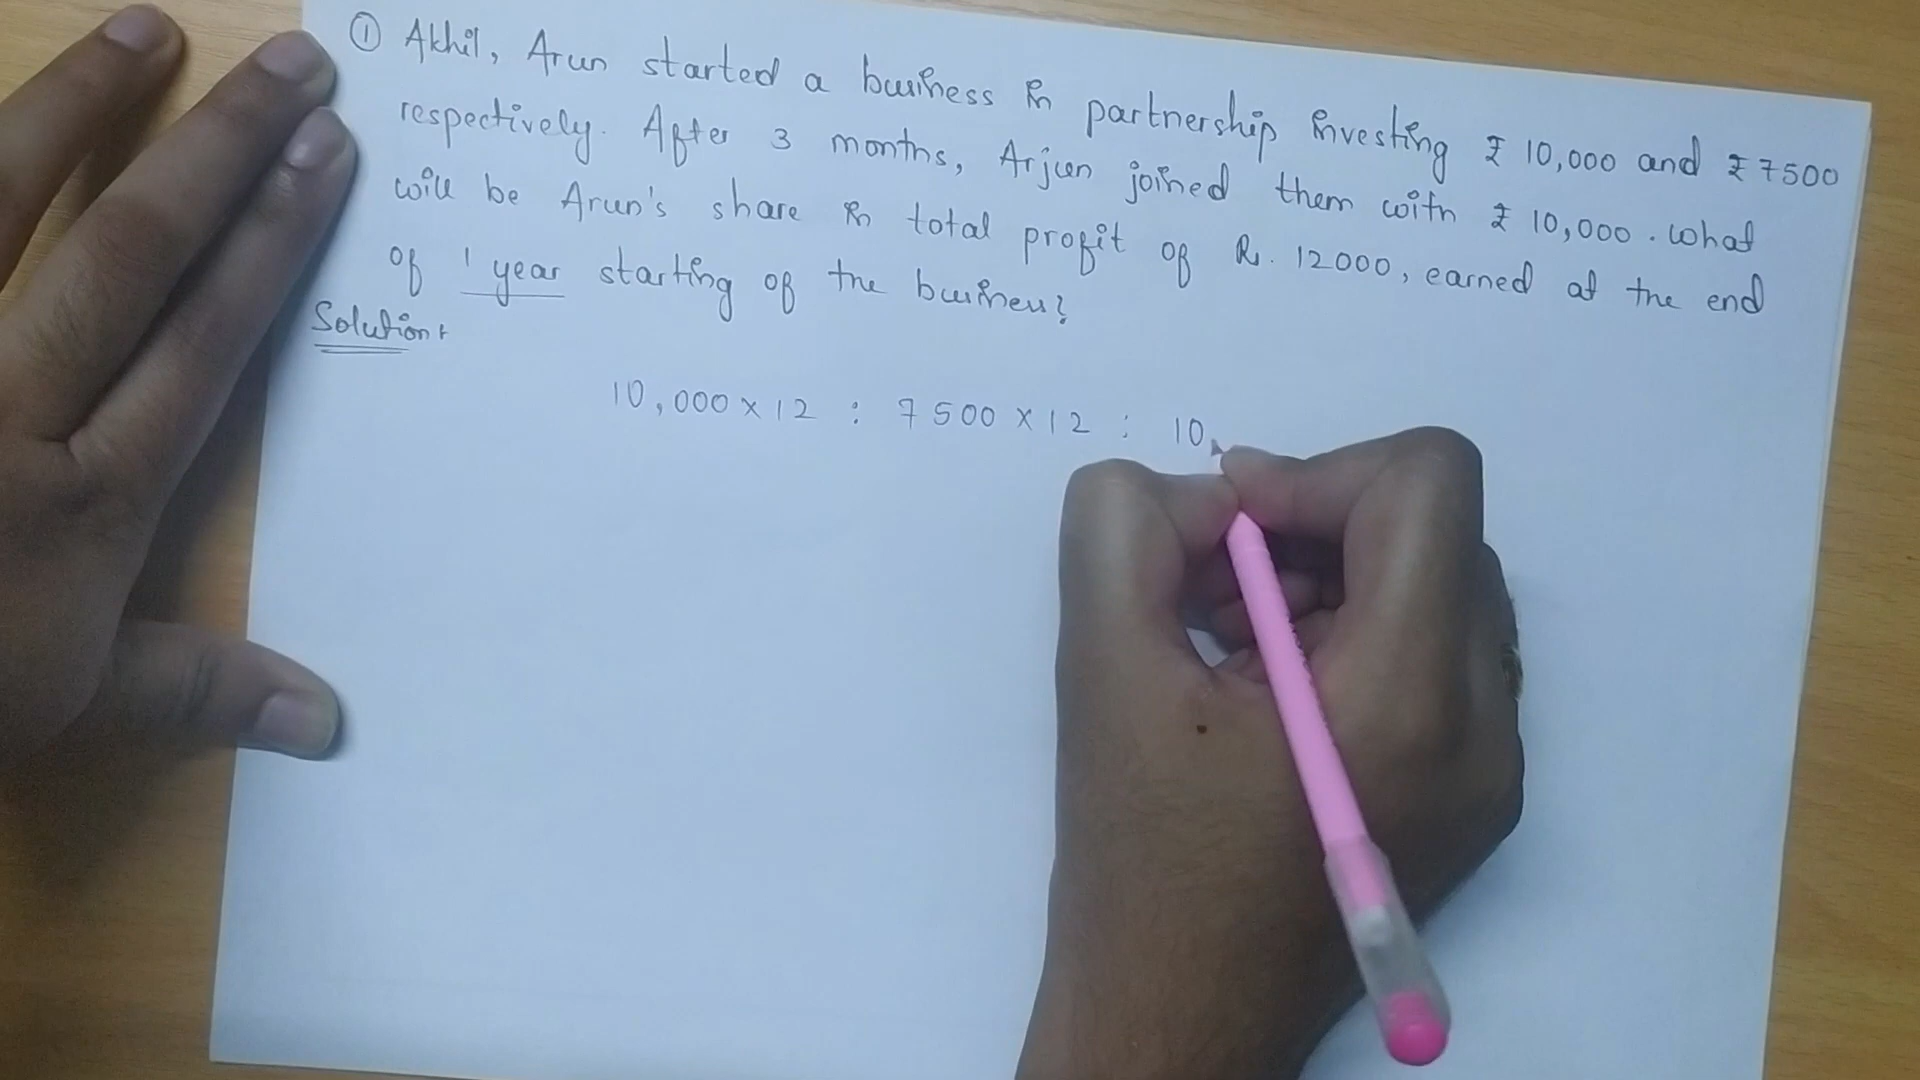 ① Akhil, Arun started a business in partnership investing ₹ 10,000 and ₹ 7500
respectively. After 3 months, Arjun joined them with ₹ 10,000. What
will be Arun's share in total profit of Rs. 12000, earned at the end
of 1 year starting of the business?
Solution:
10,000 x 12 : 7500 x 12 : 10,